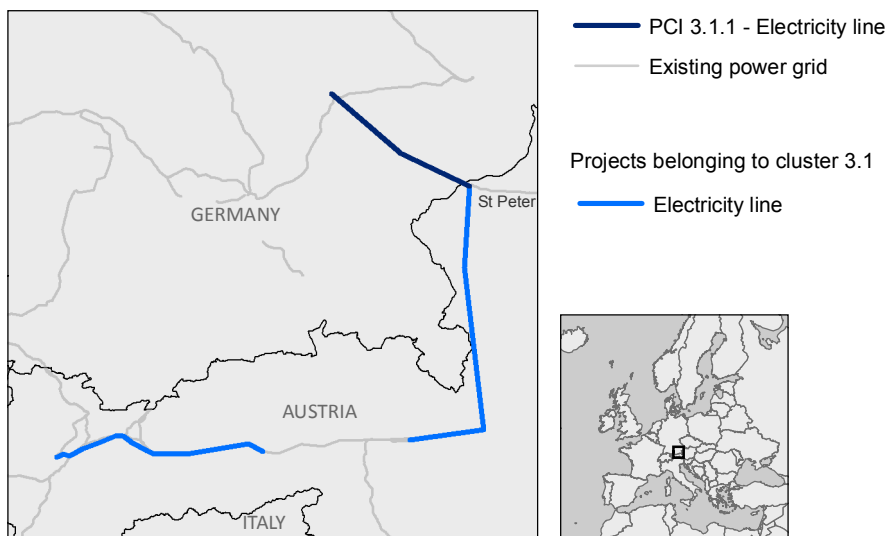 PCI 3.1.1 - Electricity line
Existing power grid
Projects belonging to cluster 3.1
Electricity line
GERMANY
St Peter
AUSTRIA
ITALY